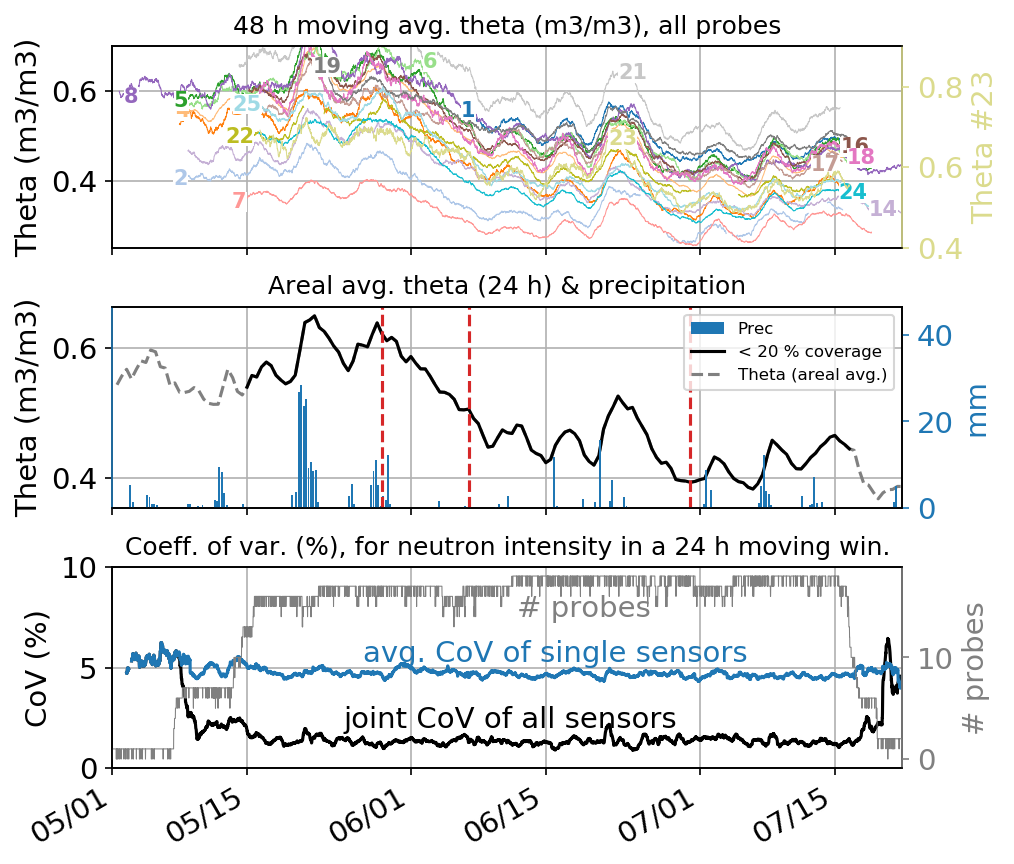 48 h moving avg. theta (m3/m3), all probes
Theta (m3/m3)
0.6
0.4
8
5
25
22
2
7
19
6
1
21
23
16
18
17
24
14
0.8
0.6
0.4
Theta #23
Areal avg. theta (24 h) & precipitation
Theta (m3/m3)
0.6
0.4
Prec
< 20 % coverage
Theta (areal avg.)
40
20
0
mm
Coeff. of var. (%), for neutron intensity in a 24 h moving win.
CoV (%)
10
5
0
# probes
avg. CoV of single sensors
joint CoV of all sensors
10
0
# probes
05/01
05/15
06/01
06/15
07/01
07/15